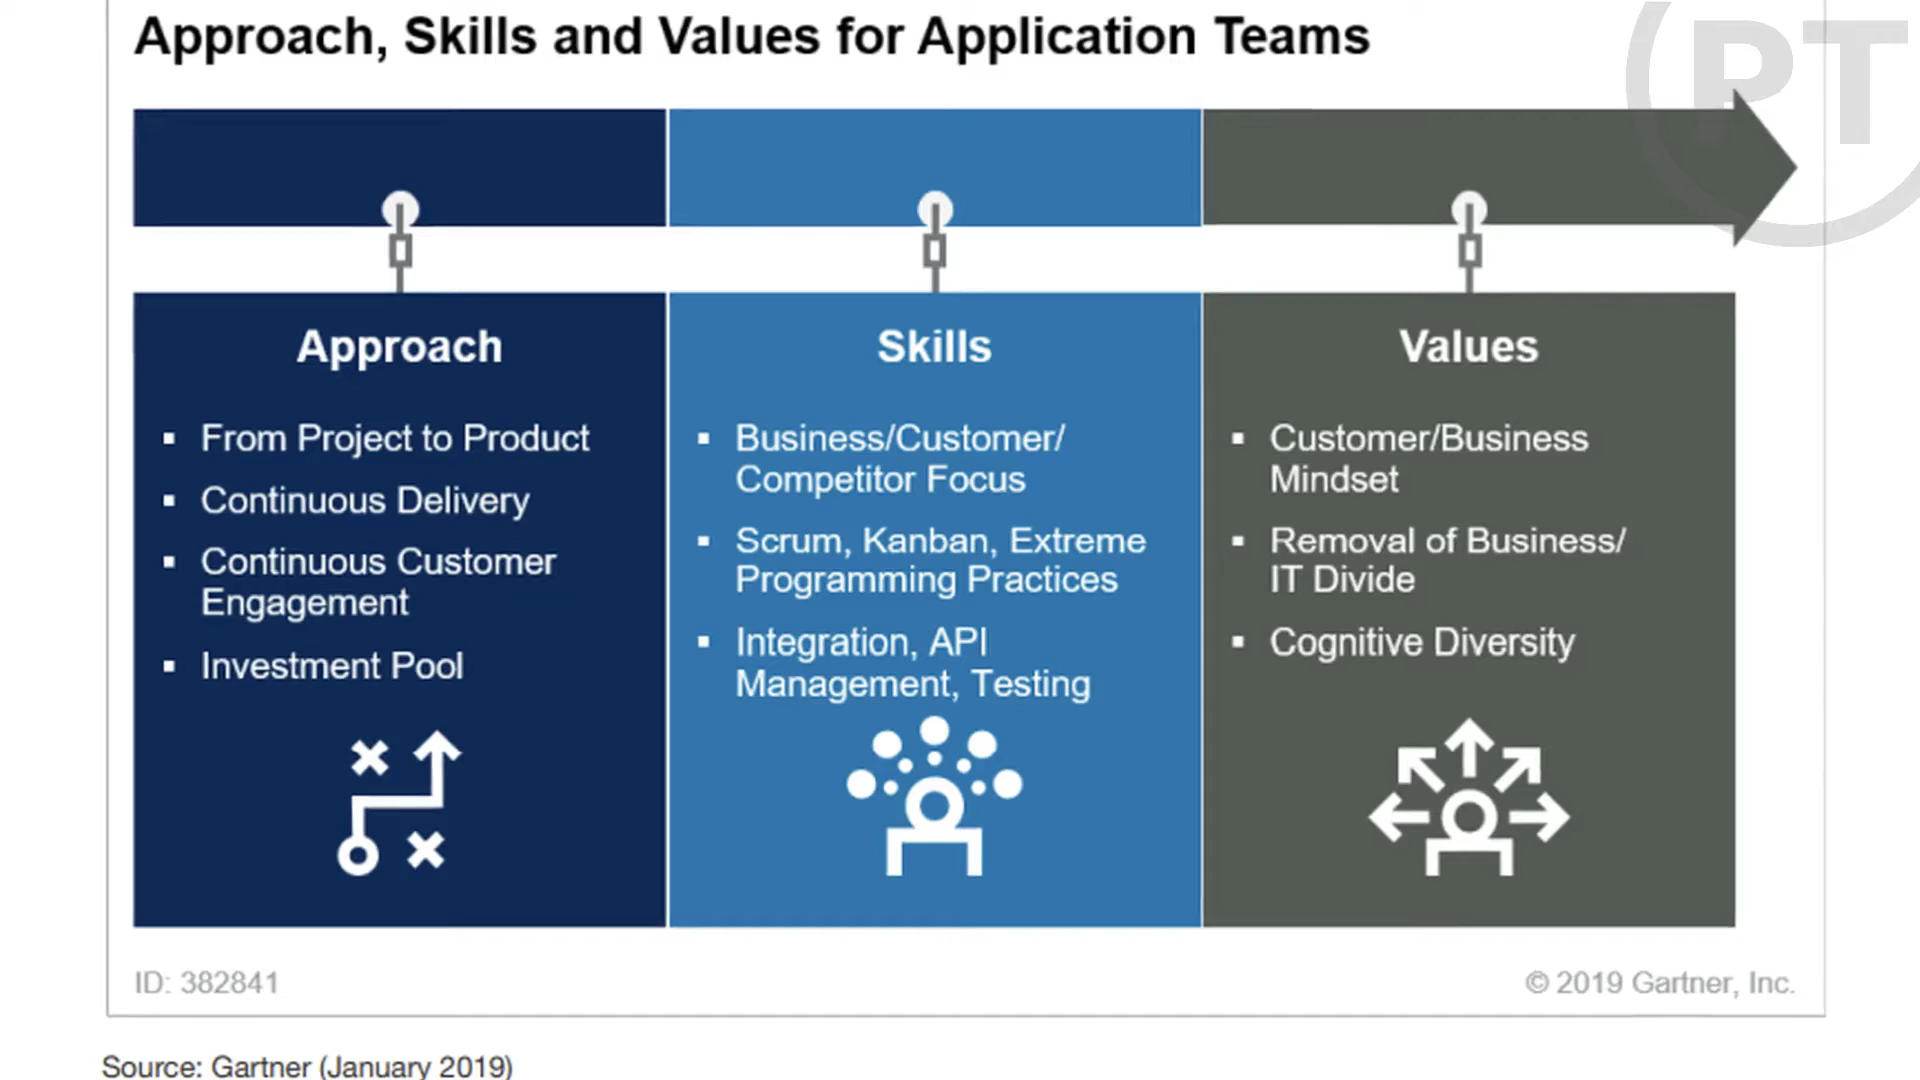 Approach, Skills and Values for Application Teams
PT
Approach
▪ From Project to Product
▪ Continuous Delivery
▪ Continuous Customer
Engagement
▪ Investment Pool
Skills
▪ Business/Customer/
Competitor Focus
▪ Scrum, Kanban, Extreme
Programming Practices
▪ Integration, API
Management, Testing
Values
▪ Customer/Business
Mindset
▪ Removal of Business/
IT Divide
▪ Cognitive Diversity
ID: 382841
© 2019 Gartner, Inc.
Source: Gartner (January 2019)